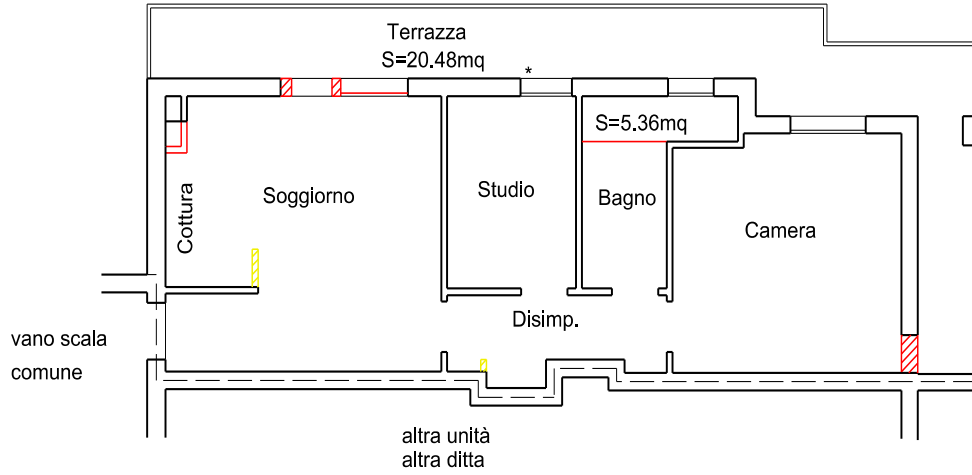 Terrazza
S=20.48mq
*
S=5.36mq
Cottura
Soggiorno
Studio
Bagno
Camera
Disimp.
vano scala
comune
altra unità
altra ditta